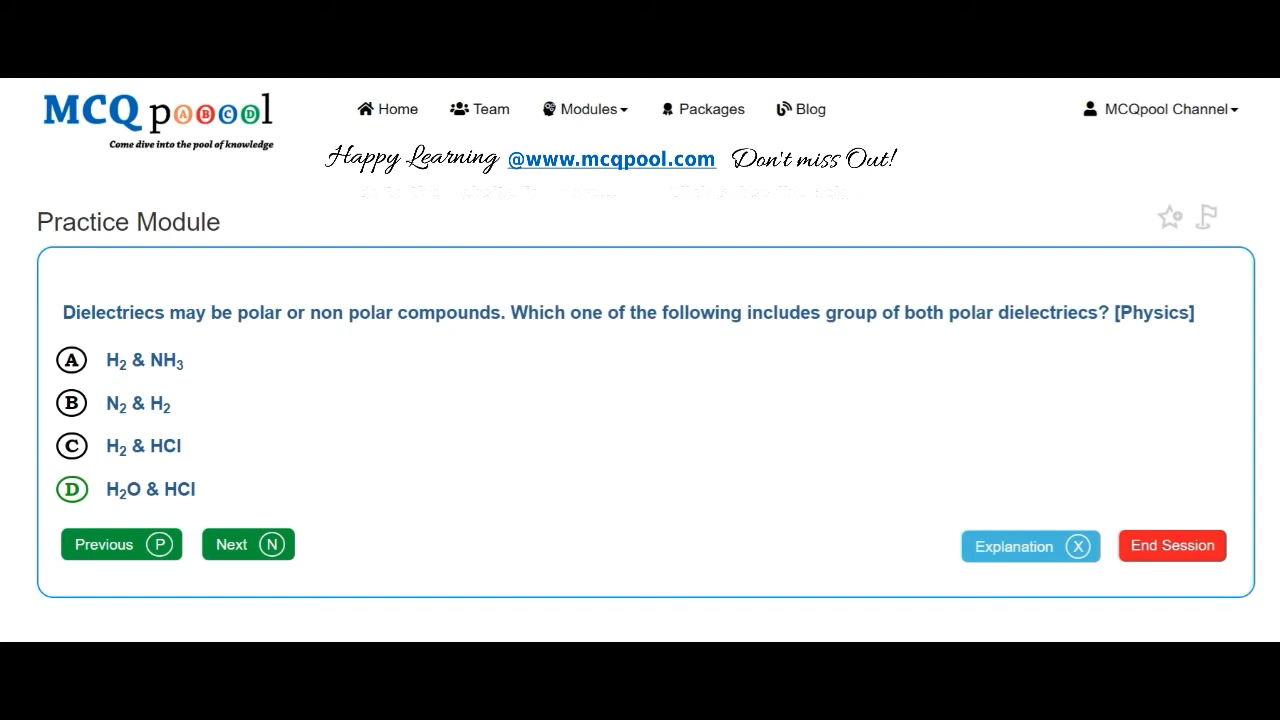 MCQ pABCDl
Come dive into the pool of knowledge
Home Team Modules Packages Blog MCQpool Channel
Happy Learning @www.mcqpool.com Don't miss Out!
Practice Module
Dielectriecs may be polar or non polar compounds. Which one of the following includes group of both polar dielectriecs? [Physics]
A H₂ & NH₃
B N₂ & H₂
C H₂ & HCl
D H₂O & HCl
Previous P Next N Explanation X End Session